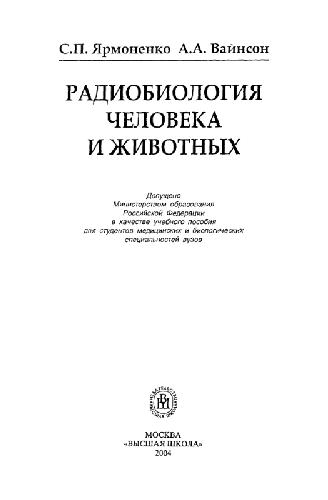 С.П. Ярмоненко А.А. Вайнсон
РАДИОБИОЛОГИЯ
ЧЕЛОВЕКА
И ЖИВОТНЫХ
Допущено
Министерством образования
Российской Федерации
в качестве учебного пособия
для студентов медицинских и биологических
специальностей вузов
МОСКВА
«ВЫСШАЯ ШКОЛА»
2004